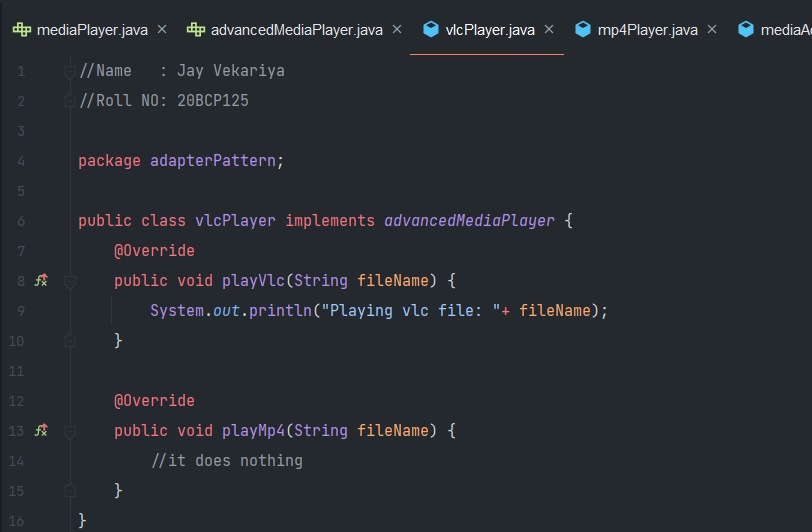 mediaPlayer.java × advancedMediaPlayer.java × vlcPlayer.java × mp4Player.java × mediaAd
1 //Name   : Jay Vekariya
2 //Roll NO: 20BCP125
3
4 package adapterPattern;
5
6 public class vlcPlayer implements advancedMediaPlayer {
7     @Override
8     public void playVlc(String fileName) {
9         System.out.println("Playing vlc file: "+ fileName);
10     }
11
12     @Override
13     public void playMp4(String fileName) {
14         //it does nothing
15     }
16 }